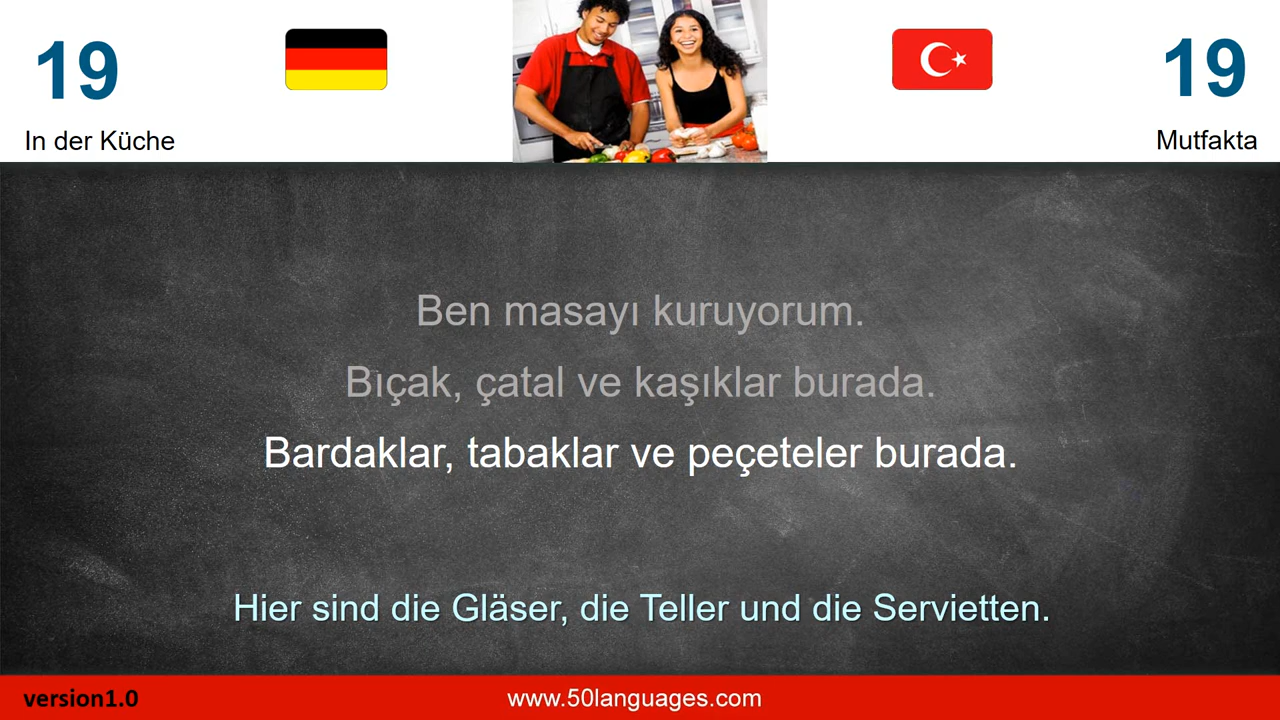 19
In der Küche
19
Mutfakta
Ben masayı kuruyorum.
Bıçak, çatal ve kaşıklar burada.
Bardaklar, tabaklar ve peçeteler burada.
Hier sind die Gläser, die Teller und die Servietten.
version1.0
www.50languages.com